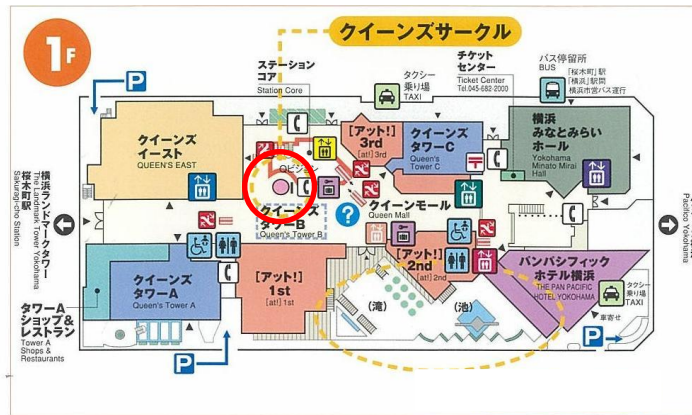 1F
クイーンズサークル
P
ステーション
コア
Station Core
タクシー
乗り場
TAXI
チケット
センター
Ticket Center
Tel.045-682-2000
バス停留所
BUS
「桜木町」駅
「横浜」駅間
横浜市営バス運行
クイーンズ
イースト
QUEEN'S EAST
[アット!]
3rd
[at!] 3rd
クイーンズ
タワーC
Queen's
Tower C
横浜
みなとみらい
ホール
Yokohama
Minato Mirai
Hall
横浜ランドマークタワー
The Landmark Tower Yokohama
桜木町駅
Sakuragi-cho Station
クイーンズ
タワーB
Queen's Tower B
?
クイーンモール
Queen Mall
Pacifico Yokohama
クイーンズ
タワーA
Queen's Tower A
[アット!]
1st
[at!] 1st
[アット!]
2nd
[at!] 2nd
パンパシフィック
ホテル横浜
THE PAN PACIFIC
HOTEL YOKOHAMA
タクシー
乗り場
TAXI
車寄せ
(滝)
(池)
タワーA
ショップ&
レストラン
Tower A
Shops &
Restaurants
P
P